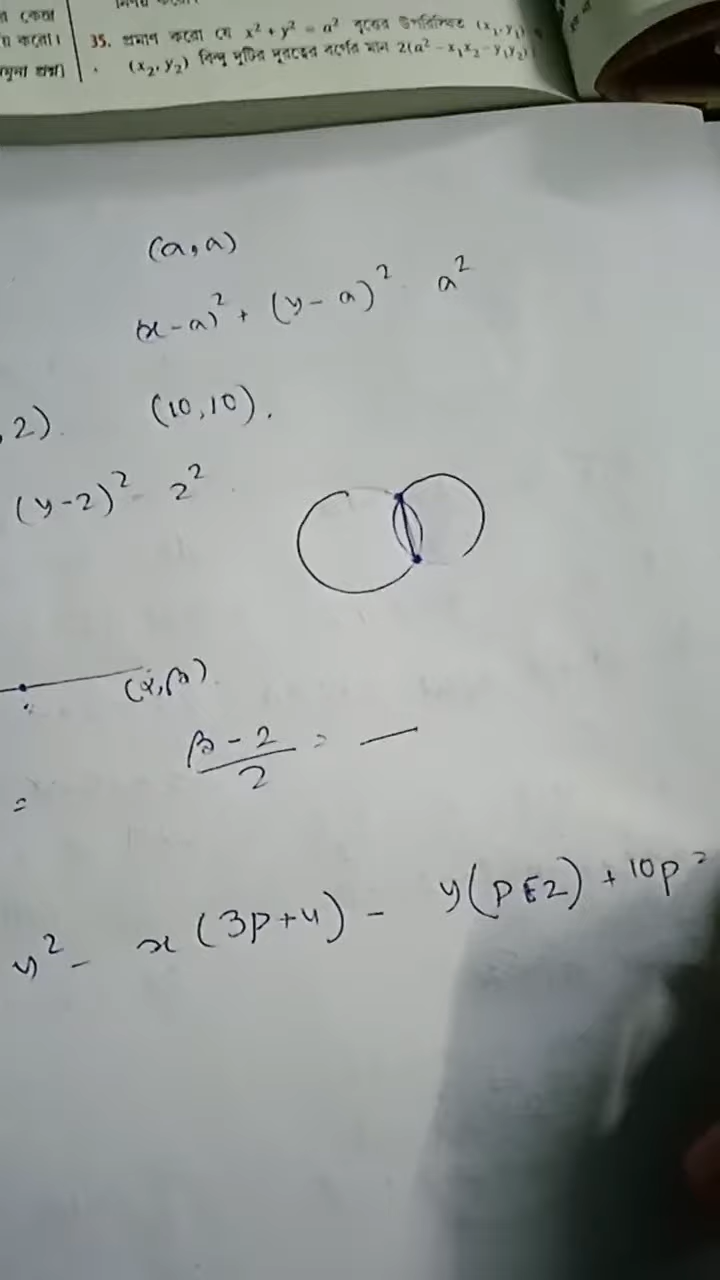 করো।
35. প্রমাণ করো যে x² + y² = a² বৃত্তের উপরিস্থিত (x₁, y₁) ও
(x₂, y₂) বিন্দু দুটির দূরত্বের বর্গের মান 2(a² − x₁x₂ − y₁y₂)
(a,a)
(x-a)² + (y-a)² a²
,2) (10,10).
(y-2)² 2²
(α,β)
β-2/2 = —
=
y² - x(3p+4) - y(p 2) + 10p